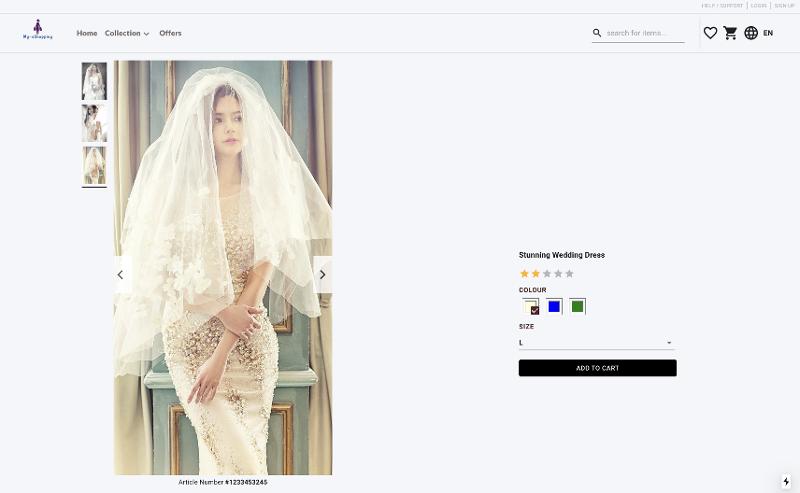 HELP / SUPPORT | LOGIN | SIGN UP
My-eShopping
Home Collection Offers
search for items...
EN
Stunning Wedding Dress
COLOUR
SIZE
L
ADD TO CART
Article Number #1233453245